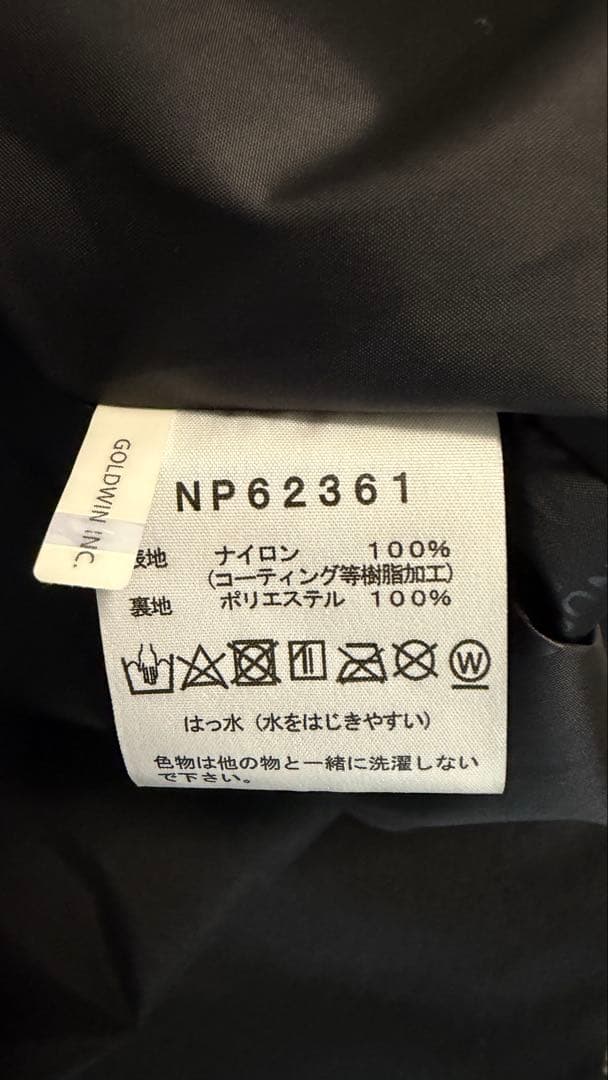 GOLDWIN INC.
NP62361
表地 ナイロン 100%
(コーティング等樹脂加工)
裏地 ポリエステル 100%
W
はっ水 (水をはじきやすい)
色物は他の物と一緒に洗濯しない
で下さい。